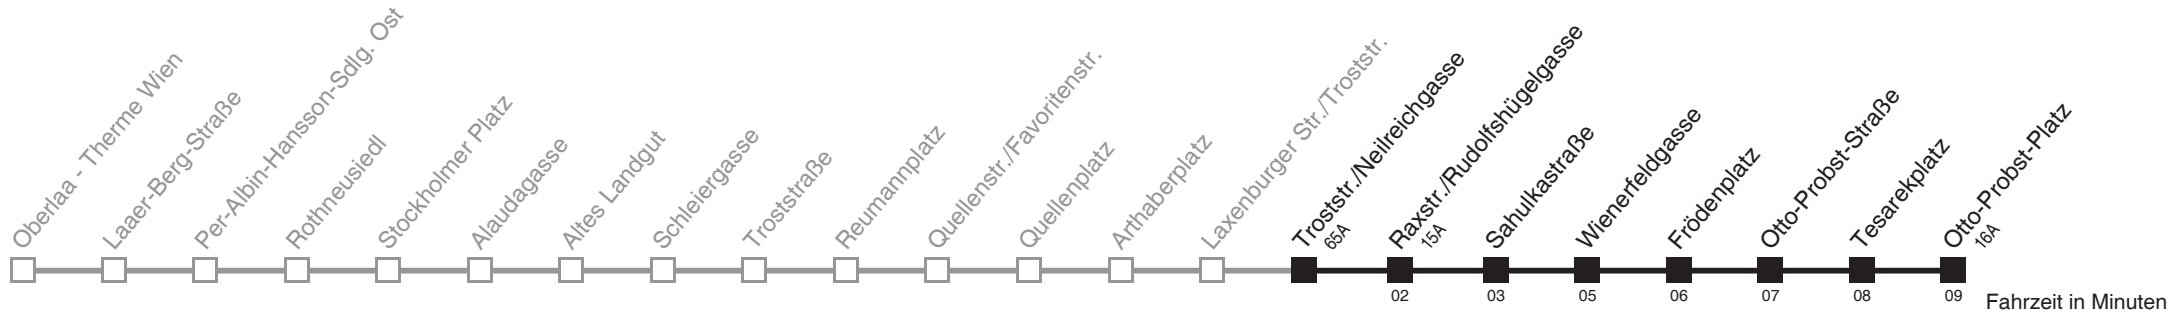 Oberlaa - Therme Wien
Laaer-Berg-Straße
Per-Albin-Hansson-Sdlg. Ost
Rothneusiedl
Stockholmer Platz
Alaudagasse
Altes Landgut
Schleiergasse
Troststraße
Reumannplatz
Quellenstr./Favoritenstr.
Quellenplatz
Arthaberplatz
Laxenburger Str./Troststr.
Troststr./Neilreichgasse
65A
Raxstr./Rudolfshügelgasse
15A
Sahulkastraße
Wienerfeldgasse
Frödenplatz
Otto-Probst-Straße
Tesarekplatz
Otto-Probst-Platz
16A
02 03 05 06 07 08 09
Fahrzeit in Minuten